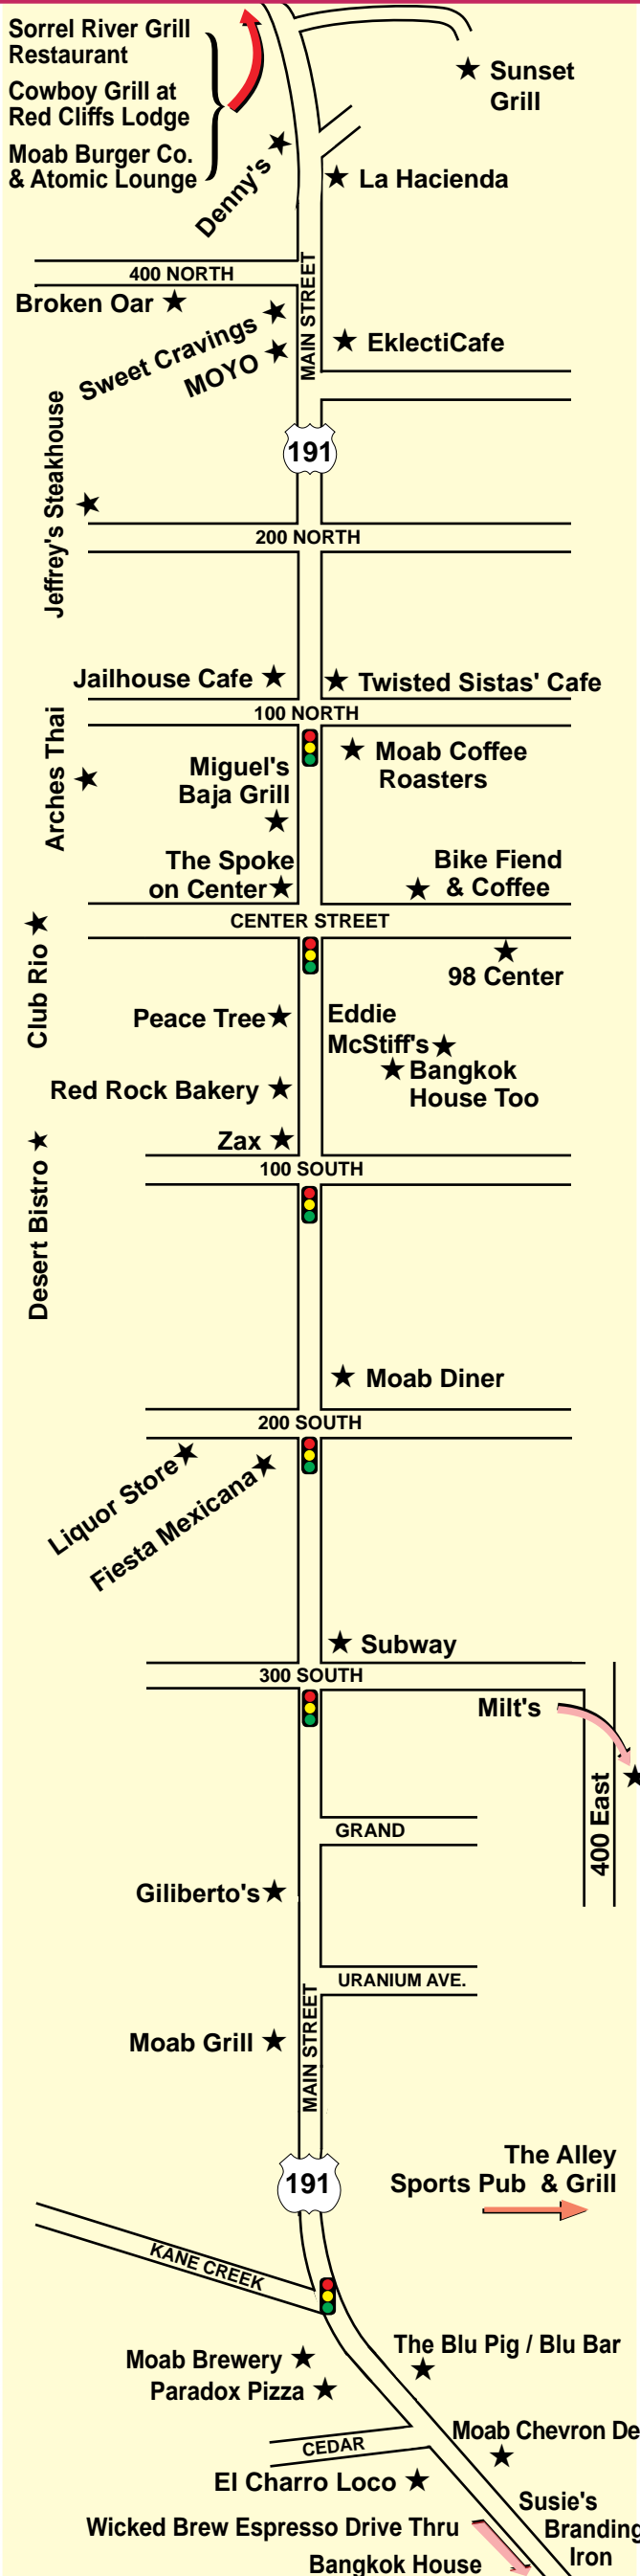 Sorrel River Grill
Restaurant
Cowboy Grill at
Red Cliffs Lodge
Moab Burger Co.
& Atomic Lounge
Sunset
Grill
Denny's
La Hacienda
400 NORTH
MAIN STREET
Broken Oar
Sweet Cravings
MOYO
EklectiCafe
191
Jeffrey's Steakhouse
200 NORTH
Jailhouse Cafe
Twisted Sistas' Cafe
100 NORTH
Arches Thai
Moab Coffee
Roasters
Miguel's
Baja Grill
The Spoke
on Center
Bike Fiend
& Coffee
CENTER STREET
Club Rio
98 Center
Peace Tree
Eddie
McStiff's
Bangkok
House Too
Red Rock Bakery
Zax
100 SOUTH
Desert Bistro
Moab Diner
200 SOUTH
Liquor Store
Fiesta Mexicana
Subway
300 SOUTH
Milt's
400 East
GRAND
Giliberto's
URANIUM AVE.
MAIN STREET
Moab Grill
The Alley
Sports Pub & Grill
191
KANE CREEK
The Blu Pig / Blu Bar
Moab Brewery
Paradox Pizza
Moab Chevron De
CEDAR
El Charro Loco
Susie's
Branding
Iron
Wicked Brew Espresso Drive Thru
Bangkok House